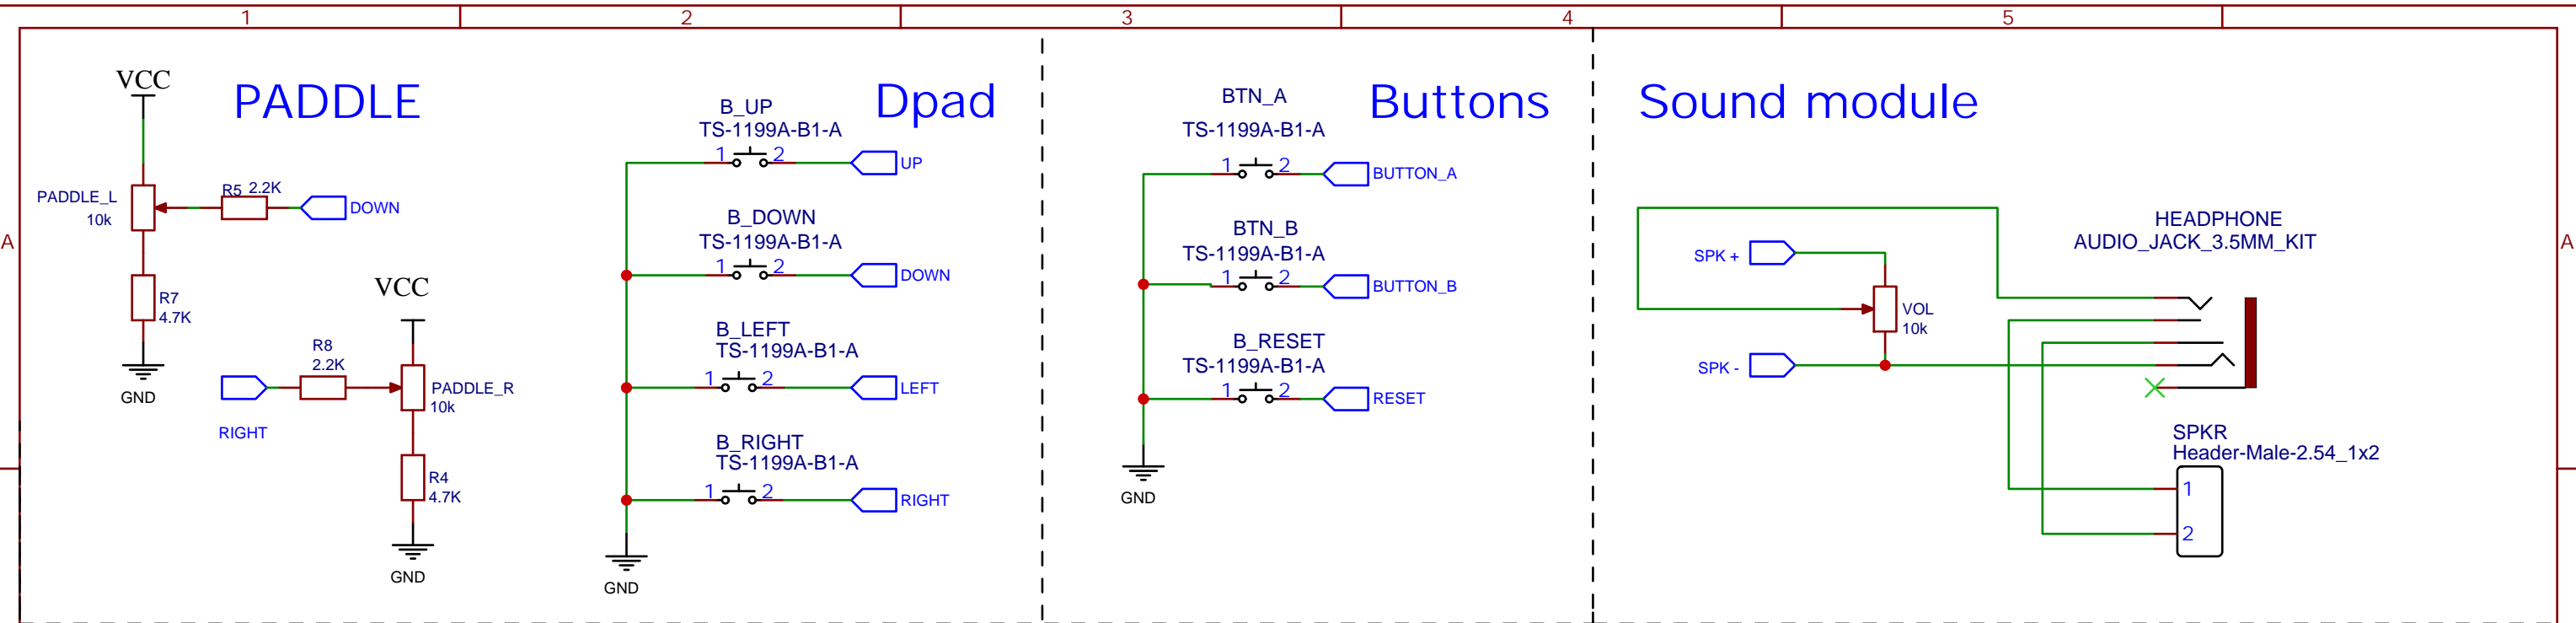 1 2 3 4 5
A
A
PADDLE
VCC
PADDLE_L
10k
R5 2.2K
DOWN
R7
4.7K
GND
VCC
R8
2.2K
RIGHT
PADDLE_R
10k
R4
4.7K
GND
Dpad
B_UP
TS-1199A-B1-A
1 2
UP
B_DOWN
TS-1199A-B1-A
1 2
DOWN
B_LEFT
TS-1199A-B1-A
1 2
LEFT
B_RIGHT
TS-1199A-B1-A
1 2
RIGHT
GND
Buttons
BTN_A
TS-1199A-B1-A
1 2
BUTTON_A
BTN_B
TS-1199A-B1-A
1 2
BUTTON_B
B_RESET
TS-1199A-B1-A
1 2
RESET
GND
Sound module
SPK +
VOL
10k
SPK -
HEADPHONE
AUDIO_JACK_3.5MM_KIT
SPKR
Header-Male-2.54_1x2
1
2